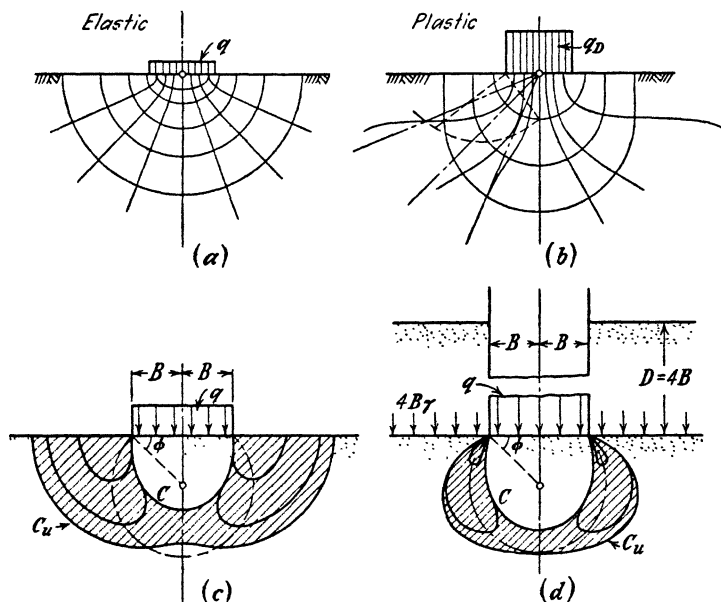 Elastic
q
(a)
Plastic
q_D
(b)
B B
q
ϕ
C
C_u
(c)
B B
D=4B
q
4Bγ
ϕ
C
C_u
(d)